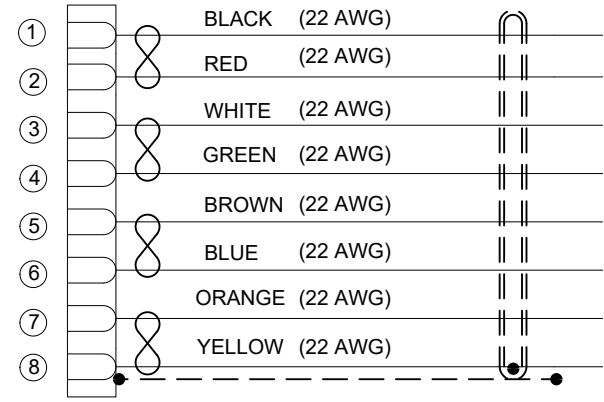 1 BLACK (22 AWG)
2 RED (22 AWG)
3 WHITE (22 AWG)
4 GREEN (22 AWG)
5 BROWN (22 AWG)
6 BLUE (22 AWG)
7 ORANGE (22 AWG)
8 YELLOW (22 AWG)